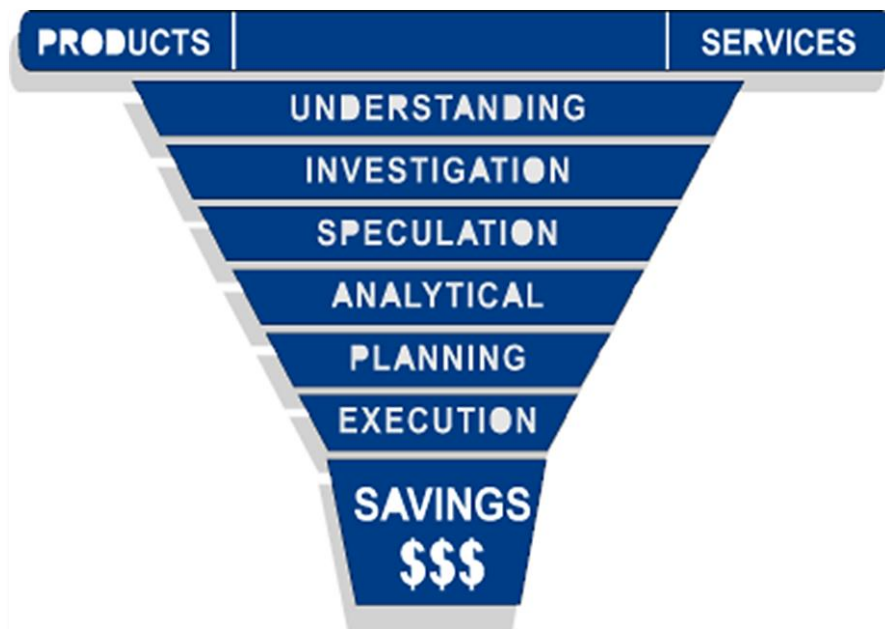 PRODUCTS SERVICES
UNDERSTANDING
INVESTIGATION
SPECULATION
ANALYTICAL
PLANNING
EXECUTION
SAVINGS
$$$